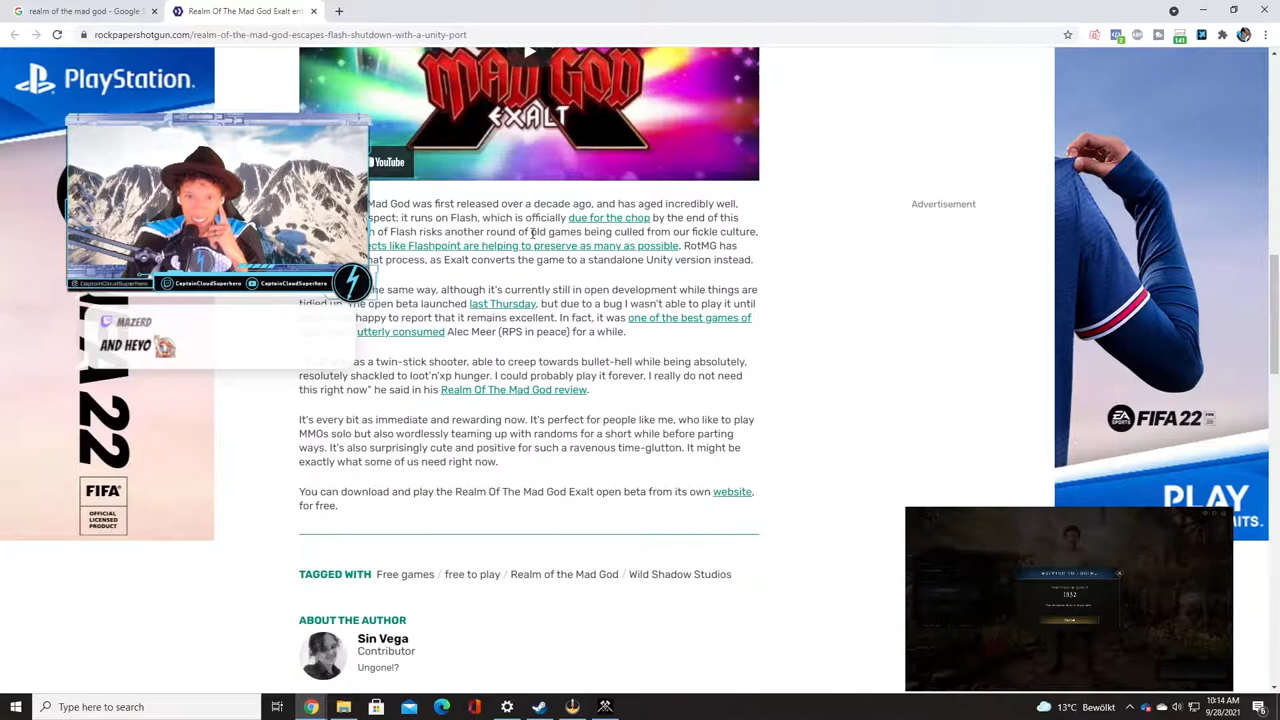 realm of the mad god - Google S
Realm Of The Mad God Exalt ent
rockpapershotgun.com/realm-of-the-mad-god-escapes-flash-shutdown-with-a-unity-port
2
141
PlayStation.
MAD GOD
EXALT
YouTube
Mad God was first released over a decade ago, and has aged incredibly well,
spect: it runs on Flash, which is officially due for the chop by the end of this
of Flash risks another round of old games being culled from our fickle culture,
ects like Flashpoint are helping to preserve as many as possible. RotMG has
hat process, as Exalt converts the game to a standalone Unity version instead.
CaptainCloudSuperhero CaptainCloudSuperhero CaptainCloudSuperhero
he same way, although it's currently still in open development while things are
tidied up. The open beta launched last Thursday, but due to a bug I wasn't able to play it until
happy to report that it remains excellent. In fact, it was one of the best games of
utterly consumed Alec Meer (RPS in peace) for a while.
MAZERD
AND HEYO
as a twin-stick shooter, able to creep towards bullet-hell while being absolutely,
resolutely shackled to loot'n'xp hunger. I could probably play it forever. I really do not need
this right now" he said in his Realm Of The Mad God review.
It's every bit as immediate and rewarding now. It's perfect for people like me, who like to play
MMOs solo but also wordlessly teaming up with randoms for a short while before parting
ways. It's also surprisingly cute and positive for such a ravenous time-glutton. It might be
exactly what some of us need right now.
You can download and play the Realm Of The Mad God Exalt open beta from its own website,
for free.
TAGGED WITH Free games / free to play / Realm of the Mad God / Wild Shadow Studios
ABOUT THE AUTHOR
Sin Vega
Contributor
Ungonel?
22
FIFA
OFFICIAL
LICENSED
PRODUCT
Advertisement
EA
SPORTS
FIFA 22
PLAY
1032
Type here to search
13°C Bewölkt
10:14 AM
9/28/2021
6